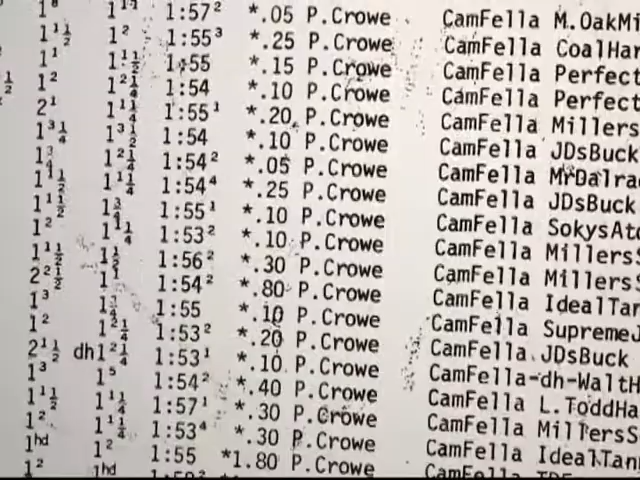 1⁸ 1:57² *.05 P.Crowe CamFella M.OakMi
1¹½ 1² 1:55³ *.25 P.Crowe CamFella CoalHar
1¹ 1¹½ 1:55 *.15 P.Crowe CamFella Perfect
½ 1² 1²¼ 1:54 *.10 P.Crowe CamFella Perfect
2¹ 1¹¼ 1:55¹ *.20 P.Crowe CamFella Millers
1³¼ 1³½ 1:54 *.10 P.Crowe CamFella JDsBuck
1¾ 1²¼ 1:54² *.05 P.Crowe CamFella MrDalra
1¹½ 1¹¼ 1:54⁴ *.25 P.Crowe CamFella JDsBuck
1¹½ 1¾ 1:55¹ *.10 P.Crowe CamFella SokysAto
1² 1¹¼ 1:53² *.10 P.Crowe CamFella MillersS
1¹½ 1½ 1:56² *.30 P.Crowe CamFella MillersS
2²½ 1¹ 1:54² *.80 P.Crowe CamFella IdealTan
1³ 1¾ 1:55 *.10 P.Crowe CamFella SupremeJ
1² 1²¼ 1:53² *.20 P.Crowe CamFella JDsBuck
2¹½ dh1²¼ 1:53¹ *.10 P.Crowe CamFella-dh-WaltH
1³ 1⁵ 1:54² *.40 P.Crowe CamFella L.ToddHa
1¹½ 1¹¼ 1:57¹ *.30 P.Crowe CamFella MillersS
1² 1¹¼ 1:53⁴ *.30 P.Crowe CamFella IdealTan
1hd 1:55 *1.80 P.Crowe CamFella
1² 1hd